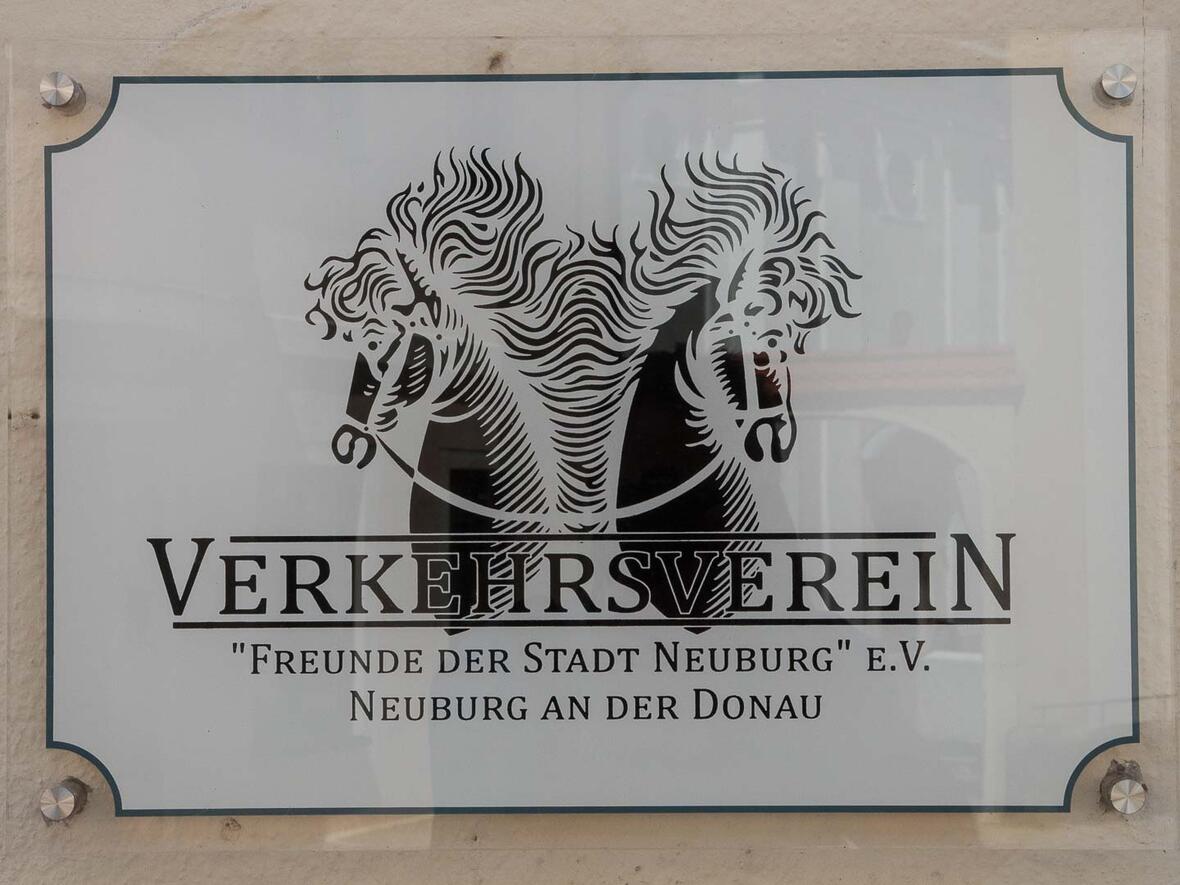 VERKEHRSVEREIN
"FREUNDE DER STADT NEUBURG" E.V.
NEUBURG AN DER DONAU